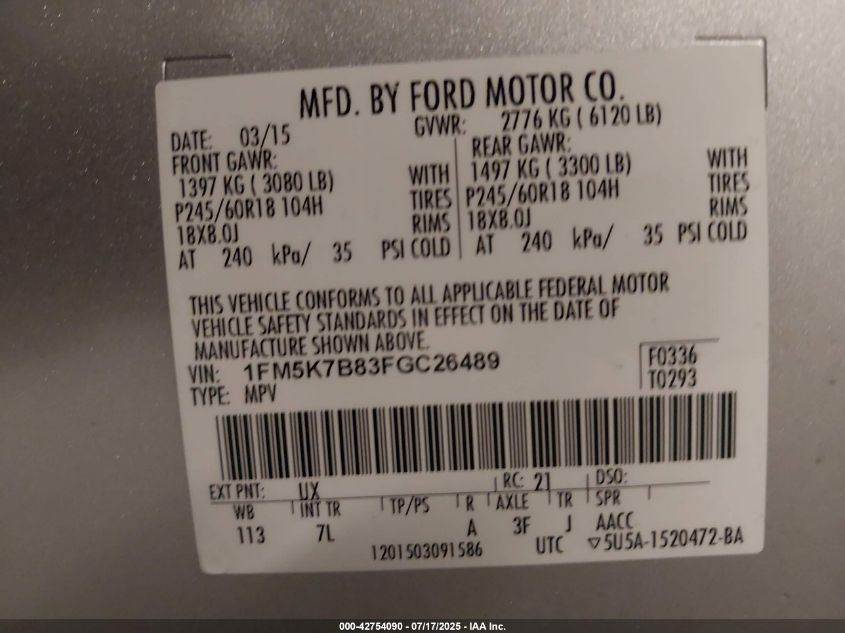 MFD. BY FORD MOTOR CO.
DATE: 03/15 GVWR: 2776 KG ( 6120 LB)
FRONT GAWR: REAR GAWR:
1397 KG ( 3080 LB) WITH 1497 KG ( 3300 LB) WITH
P245/60R18 104H TIRES P245/60R18 104H TIRES
18X8.0J RIMS 18X8.0J RIMS
AT 240 kPa/ 35 PSI COLD AT 240 kPa/ 35 PSI COLD
THIS VEHICLE CONFORMS TO ALL APPLICABLE FEDERAL MOTOR
VEHICLE SAFETY STANDARDS IN EFFECT ON THE DATE OF
MANUFACTURE SHOWN ABOVE.
VIN: 1FM5K7B83FGC26489 F0336
TYPE: MPV T0293
EXT PNT: UX RC: 21 DSO:
WB INT TR TP/PS R AXLE TR SPR
113 7L A 3F J AACC
1201503091586 UTC ▽5U5A-1520472-BA
000-42754090 - 07/17/2025 - IAA Inc.